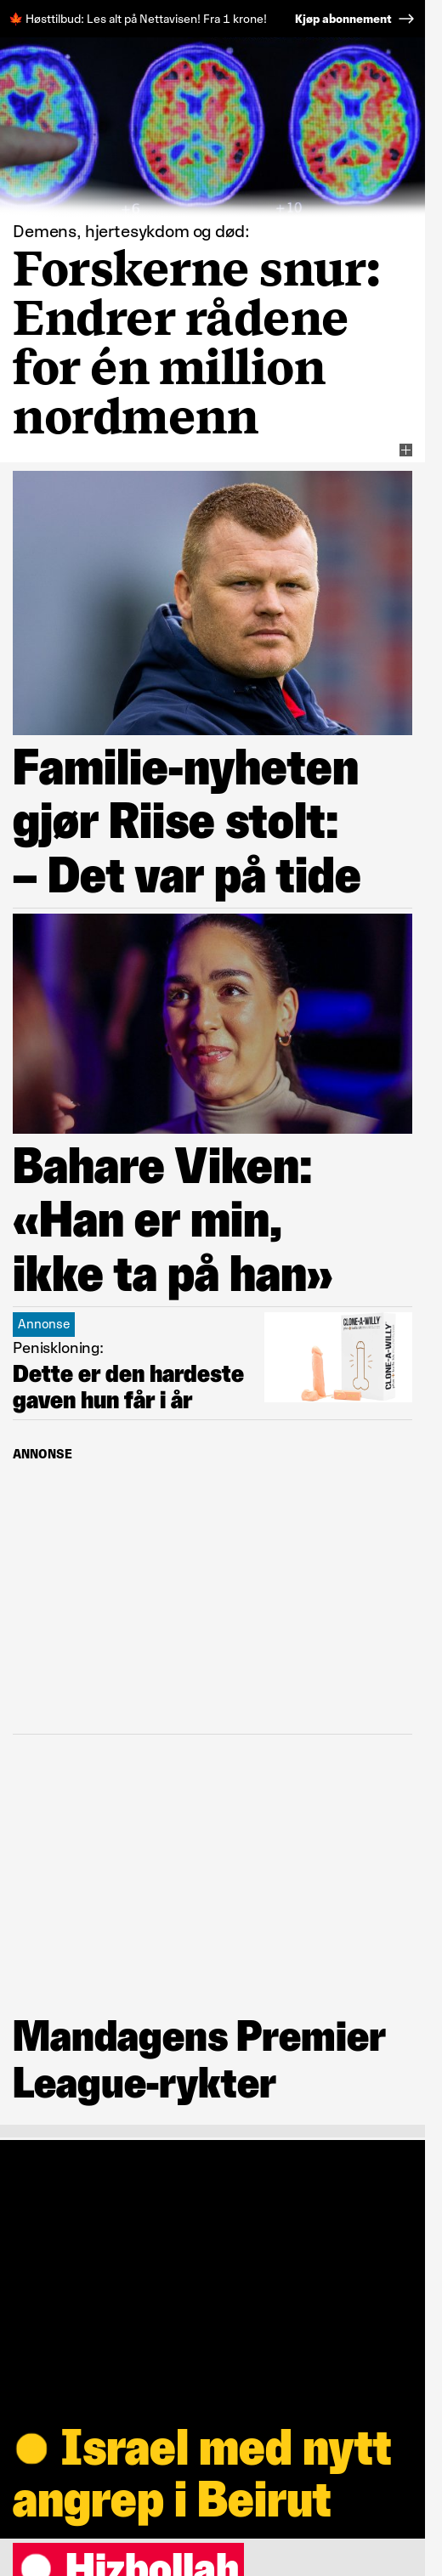 🍁 Høsttilbud: Les alt på Nettavisen! Fra 1 krone! Kjøp abonnement →
+6 +10
Demens, hjertesykdom og død:
Forskerne snur:
Endrer rådene
for én million
nordmenn
Familie-nyheten
gjør Riise stolt:
– Det var på tide
Bahare Viken:
«Han er min,
ikke ta på han»
Annonse
Peniskloning:
Dette er den hardeste
gaven hun får i år
CLONE-A-WILLY
CLONE-A-WILLY
ANNONSE
Mandagens Premier
League-rykter
Israel med nytt
angrep i Beirut
Hizbollah